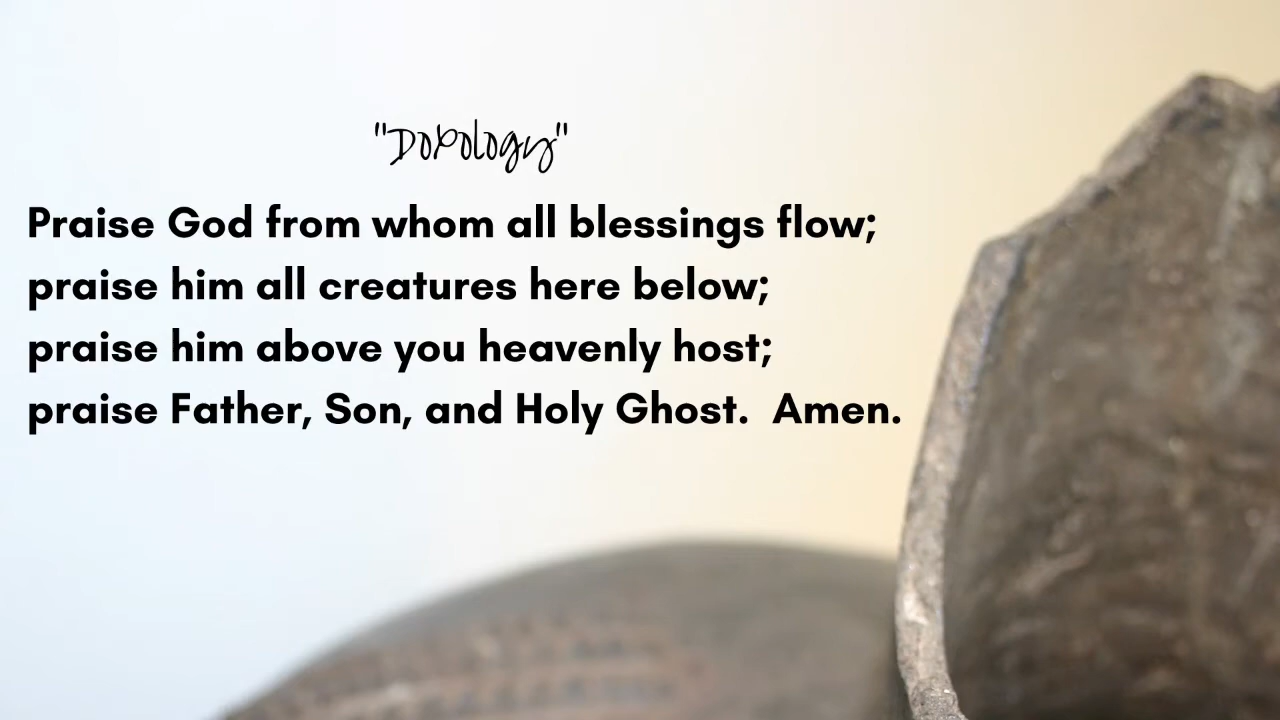 "Doxology"
Praise God from whom all blessings flow;
praise him all creatures here below;
praise him above you heavenly host;
praise Father, Son, and Holy Ghost.  Amen.